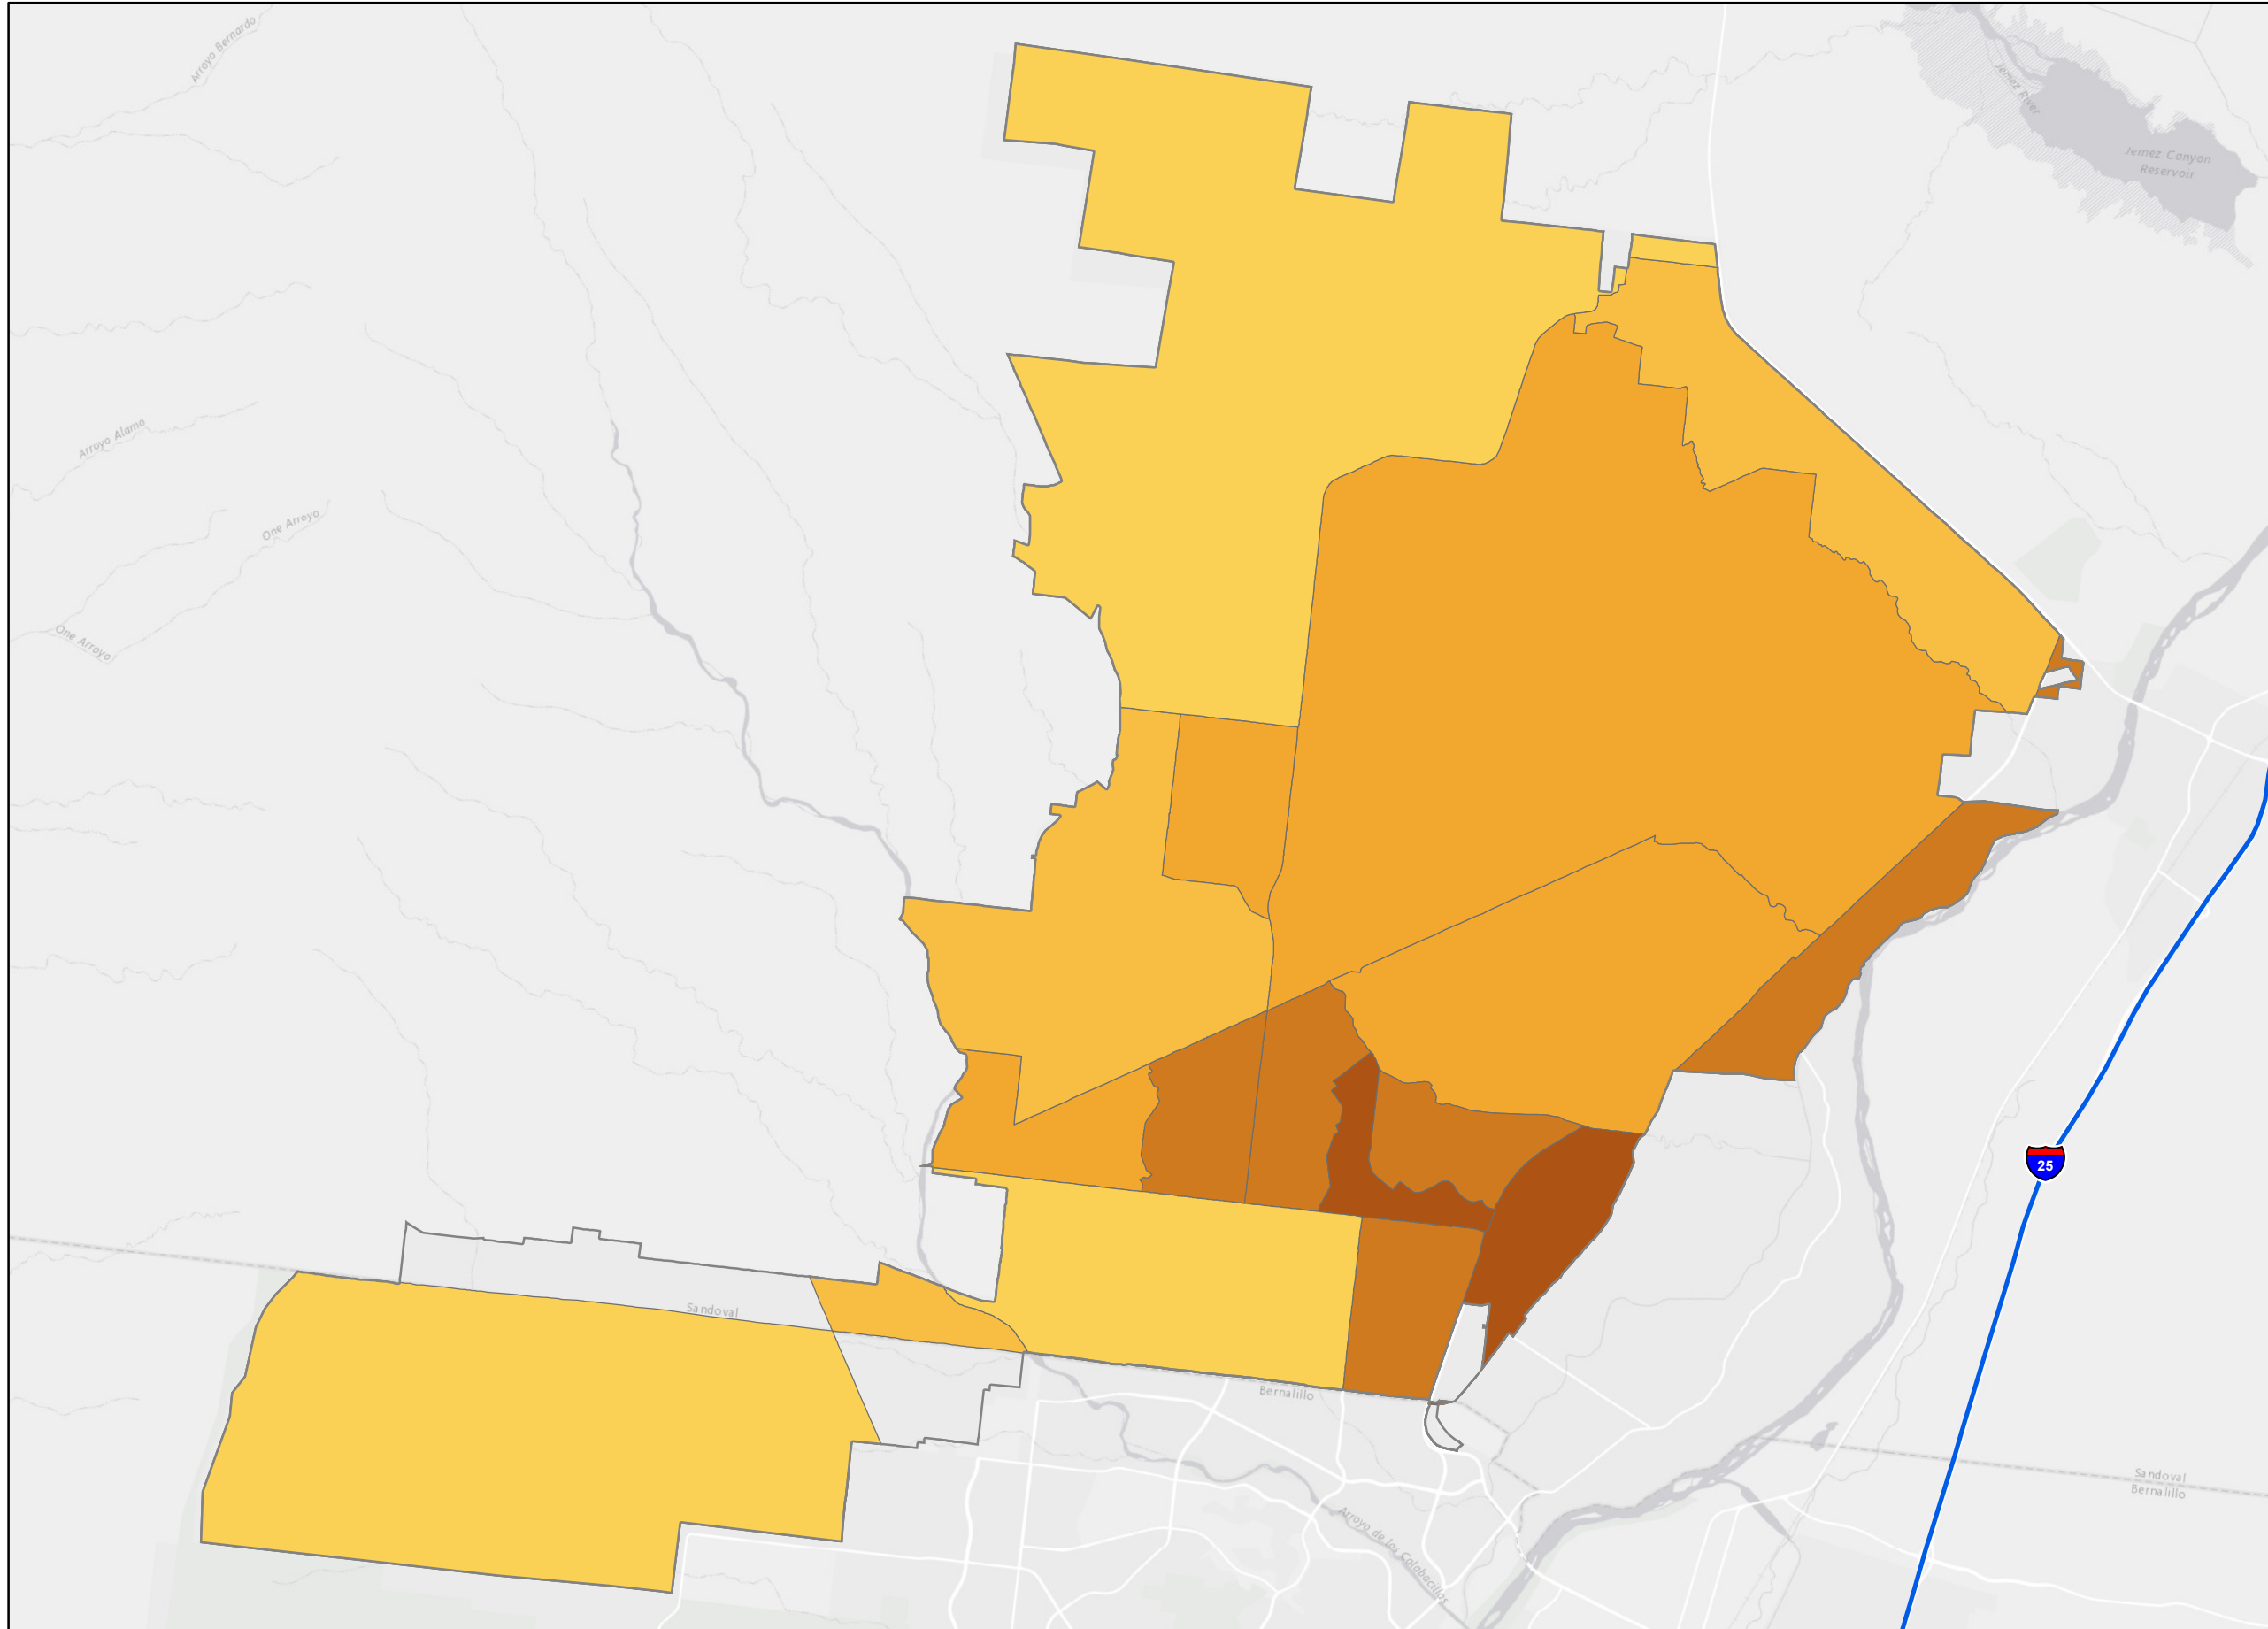 Arroyo Bernardo
Jemez River
Jemez Canyon
Reservoir
Arroyo Alamo
One Arroyo
One Arroyo
25
Sandoval
Bernalillo
Sandoval
Bernalillo
Arroyo de las Calabacillas